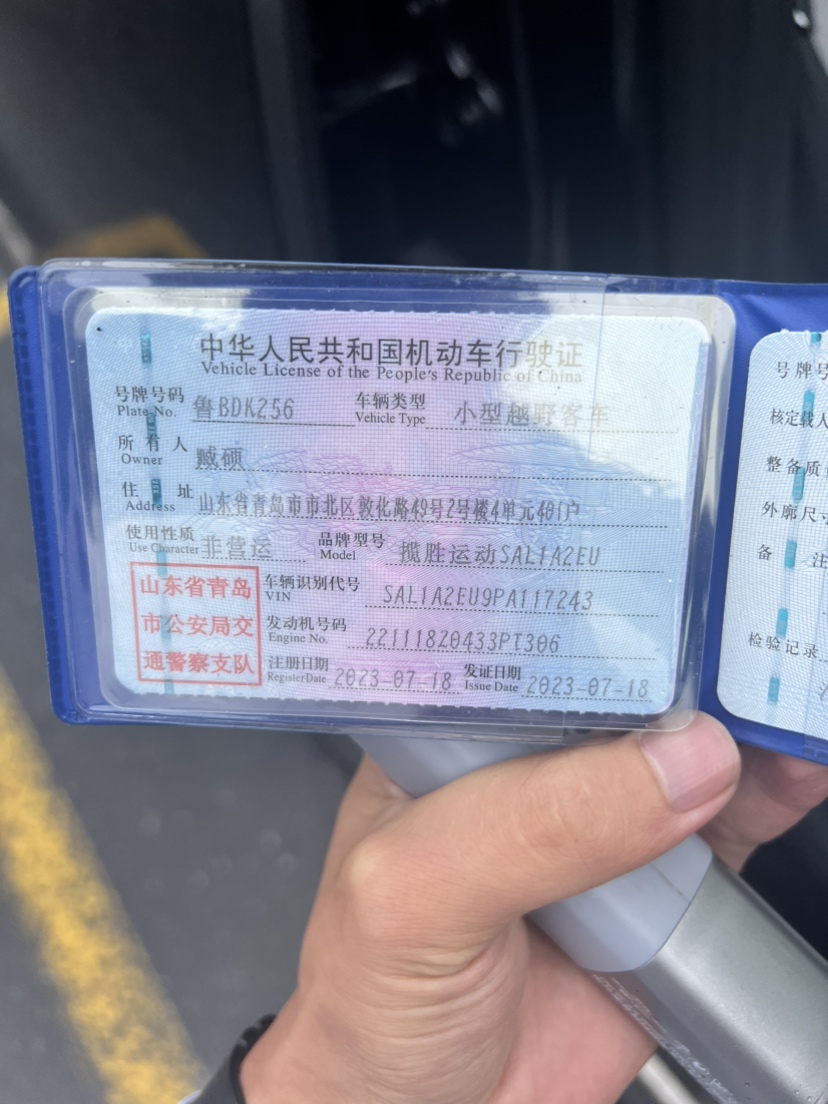 中华人民共和国机动车行驶证
Vehicle License of the People's Republic of China
号牌号码 鲁BDK256 车辆类型 小型越野客车
Plate No. Vehicle Type
所有人 臧硕
Owner
住址 山东省青岛市市北区敦化路49号2号楼4单元401户
Address
使用性质 非营运 品牌型号 揽胜运动SAL1A2EU
Use Character Model
山东省青岛
市公安局交
通警察支队
车辆识别代号 SAL1A2EU9PA117243
VIN
发动机号码 22111820433PT306
Engine No.
注册日期 2023-07-18 发证日期 2023-07-18
Register Date Issue Date
号牌号
核定载人
整备质
外廓尺寸
备注
检验记录